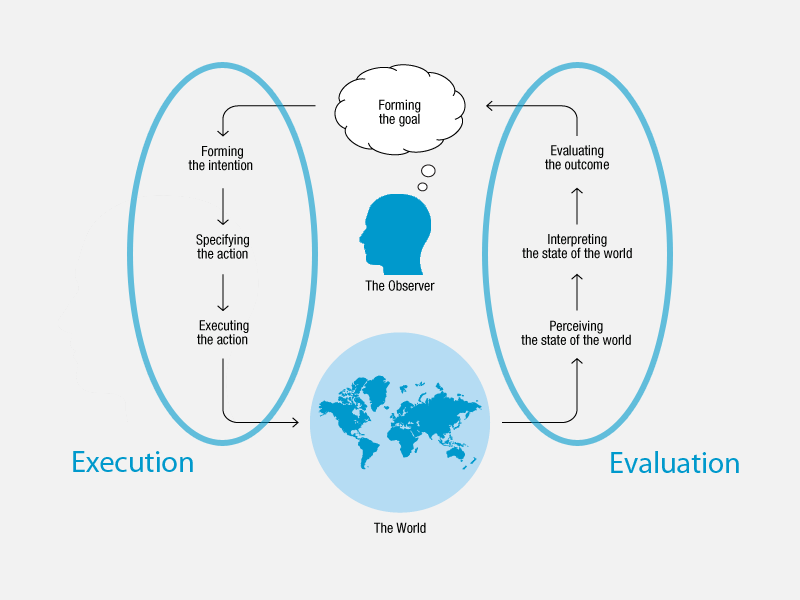 Forming
the goal
Forming
the intention
Specifying
the action
Executing
the action
Execution
The Observer
The World
Evaluating
the outcome
Interpreting
the state of the world
Perceiving
the state of the world
Evaluation